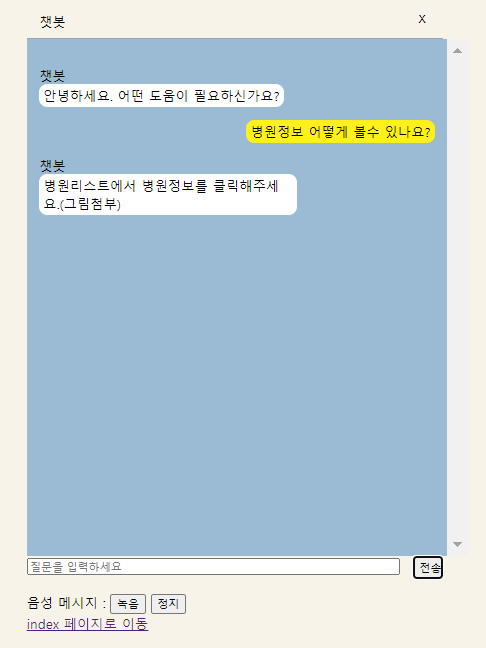 챗봇 X
챗봇
안녕하세요. 어떤 도움이 필요하신가요?
병원정보 어떻게 볼수 있나요?
챗봇
병원리스트에서 병원정보를 클릭해주세
요.(그림첨부)
질문을 입력하세요 전송
음성 메시지 : 녹음 정지
index 페이지로 이동